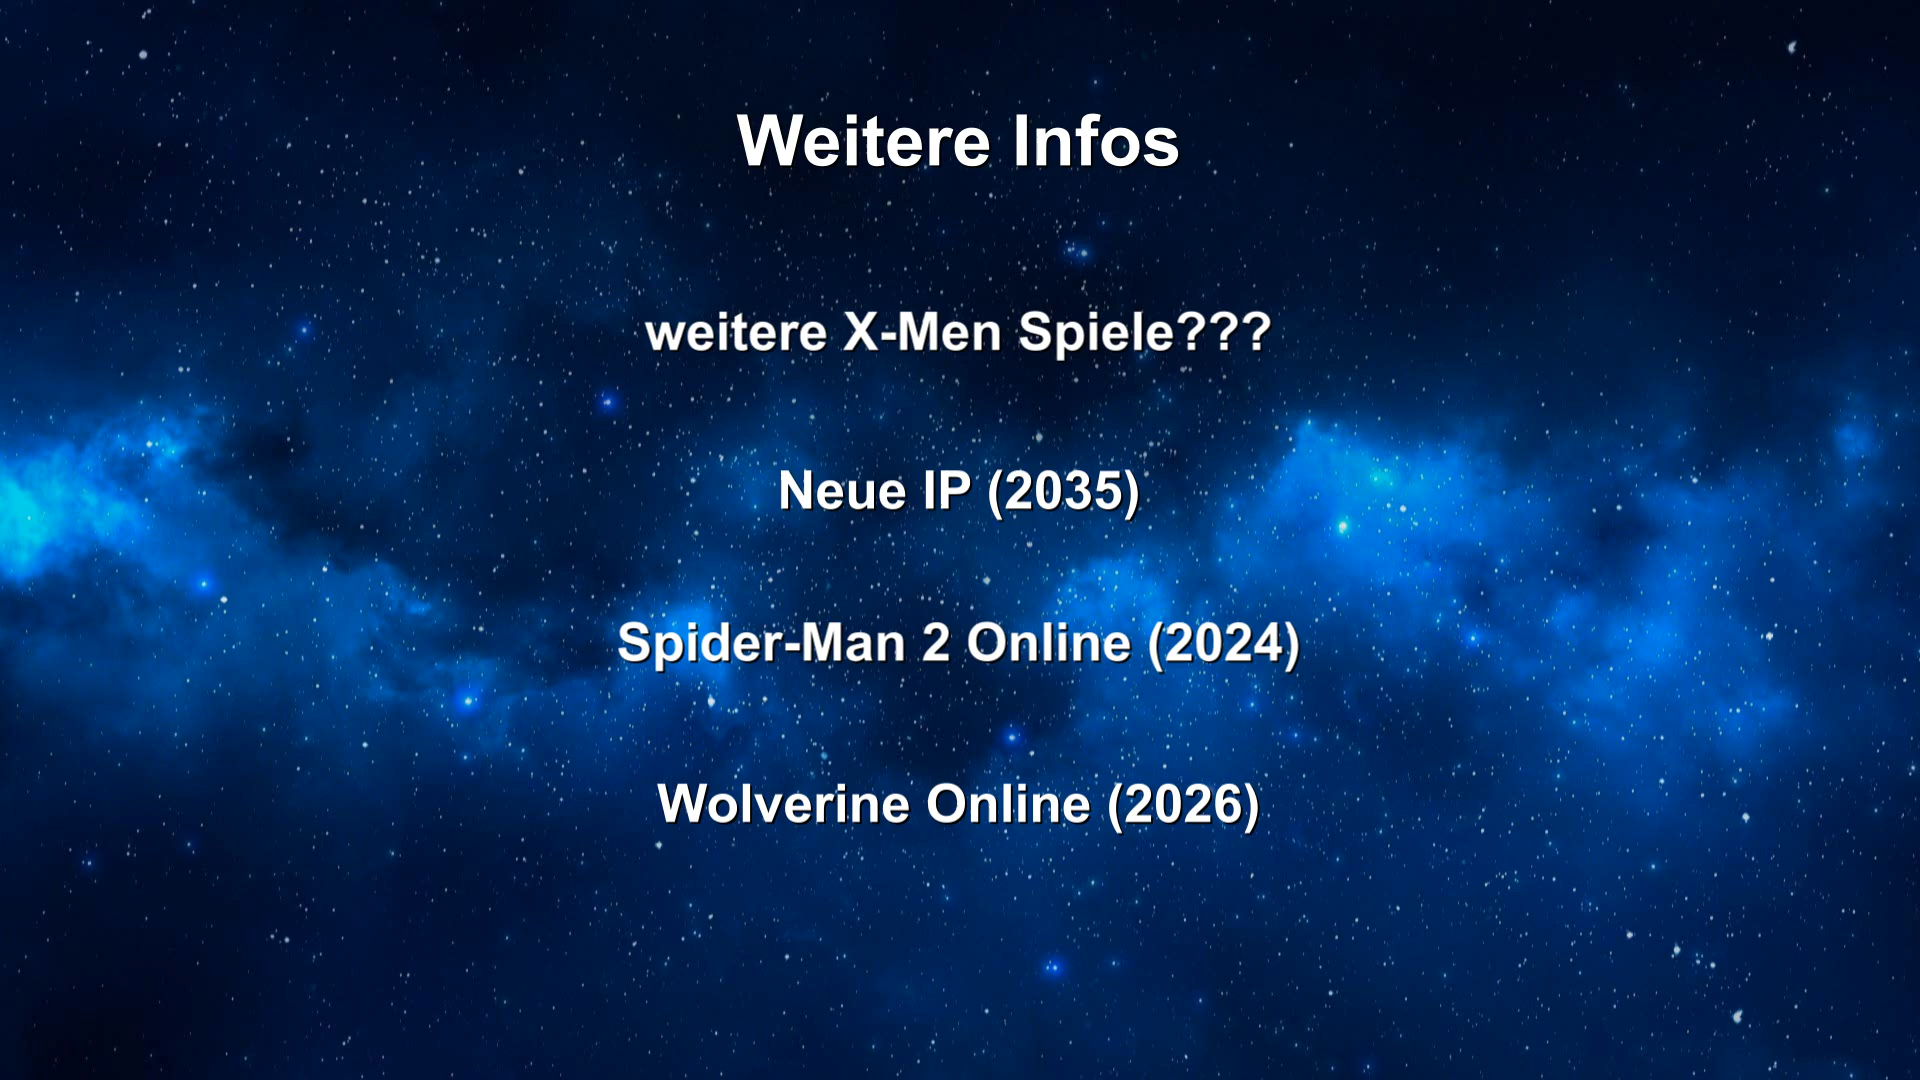 Weitere Infos
weitere X-Men Spiele???
Neue IP (2035)
Spider-Man 2 Online (2024)
Wolverine Online (2026)